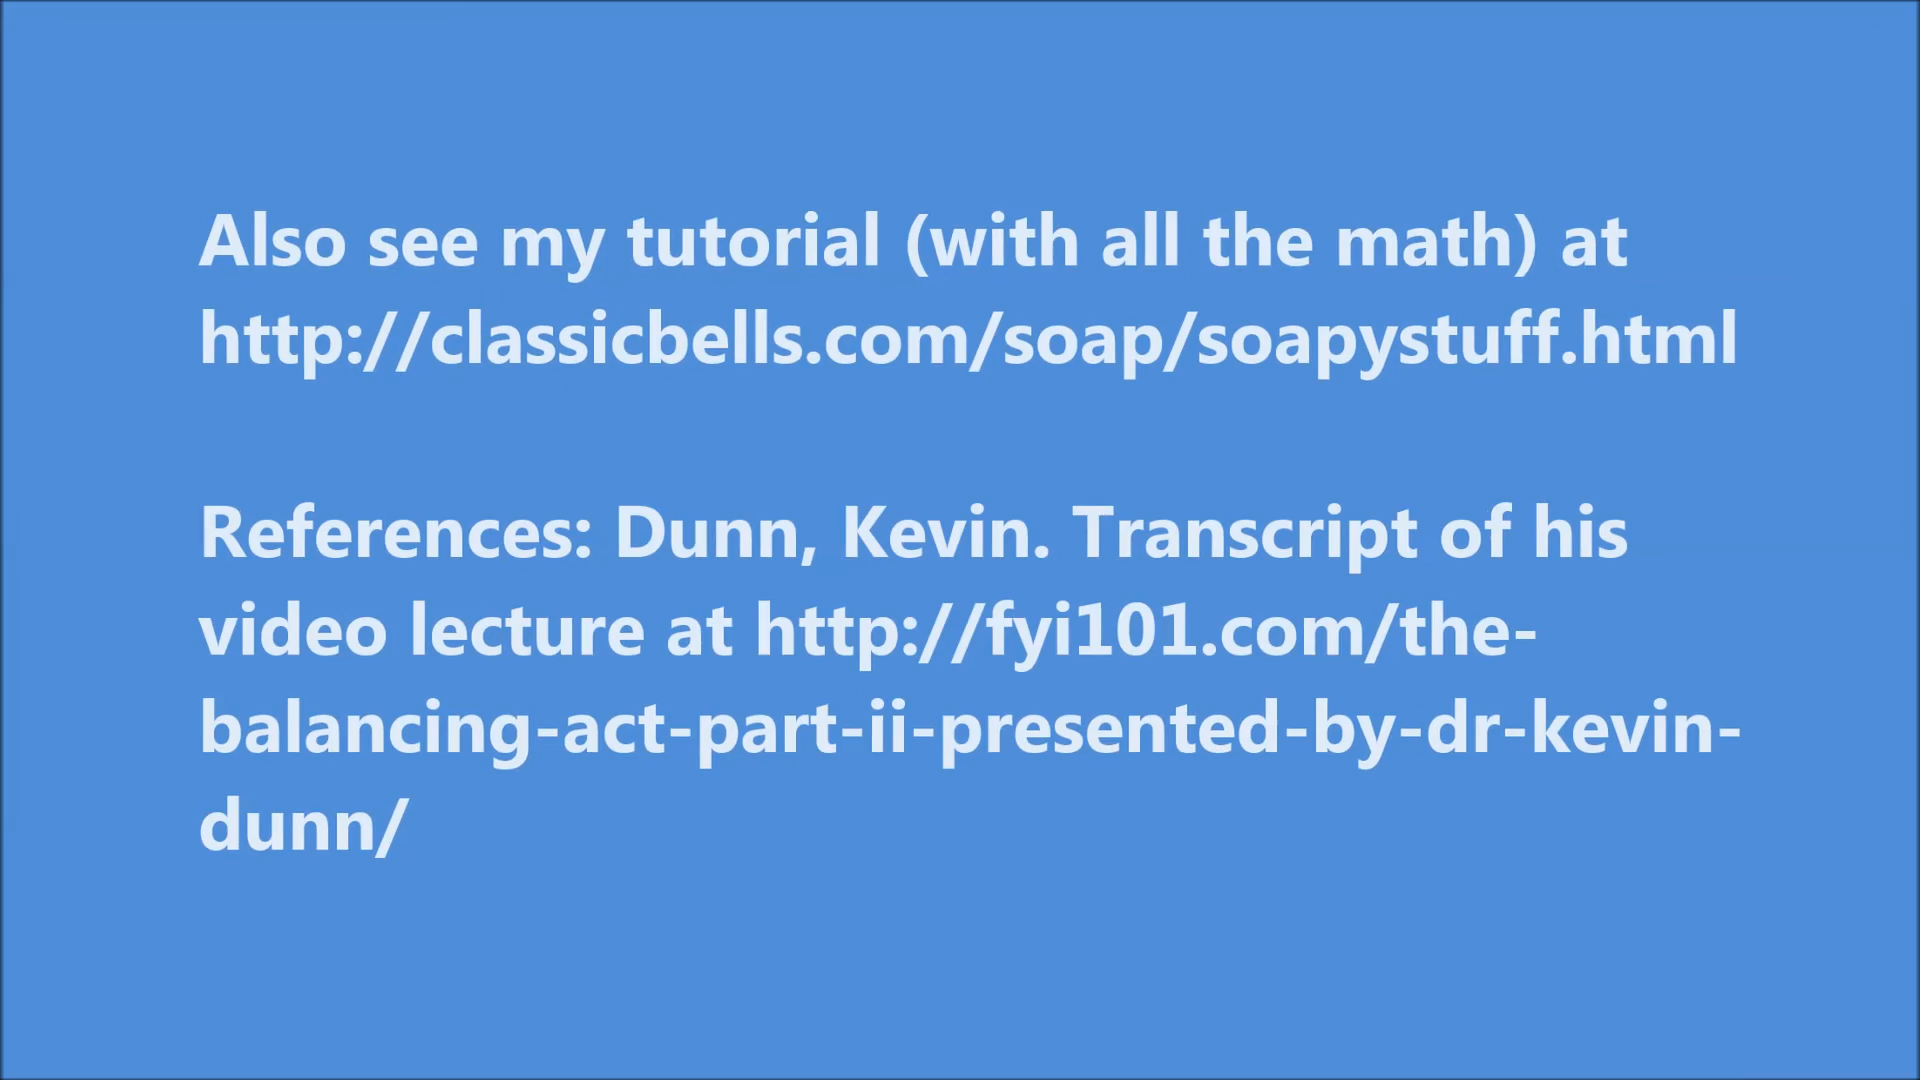 Also see my tutorial (with all the math) at
http://classicbells.com/soap/soapystuff.html
References: Dunn, Kevin. Transcript of his
video lecture at http://fyi101.com/the-
balancing-act-part-ii-presented-by-dr-kevin-
dunn/